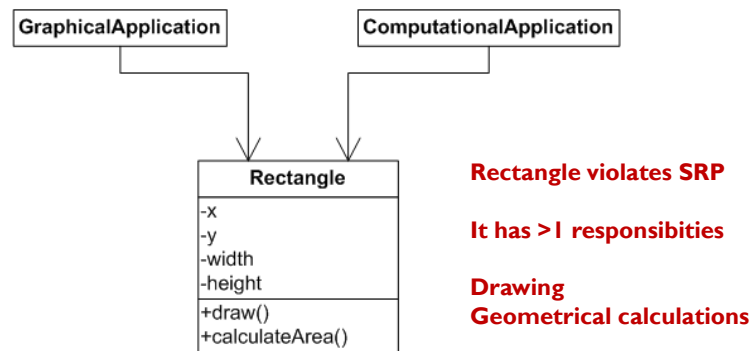 GraphicalApplication
ComputationalApplication
Rectangle
-x
-y
-width
-height
+draw()
+calculateArea()
Rectangle violates SRP
It has >1 responsibities
Drawing
Geometrical calculations